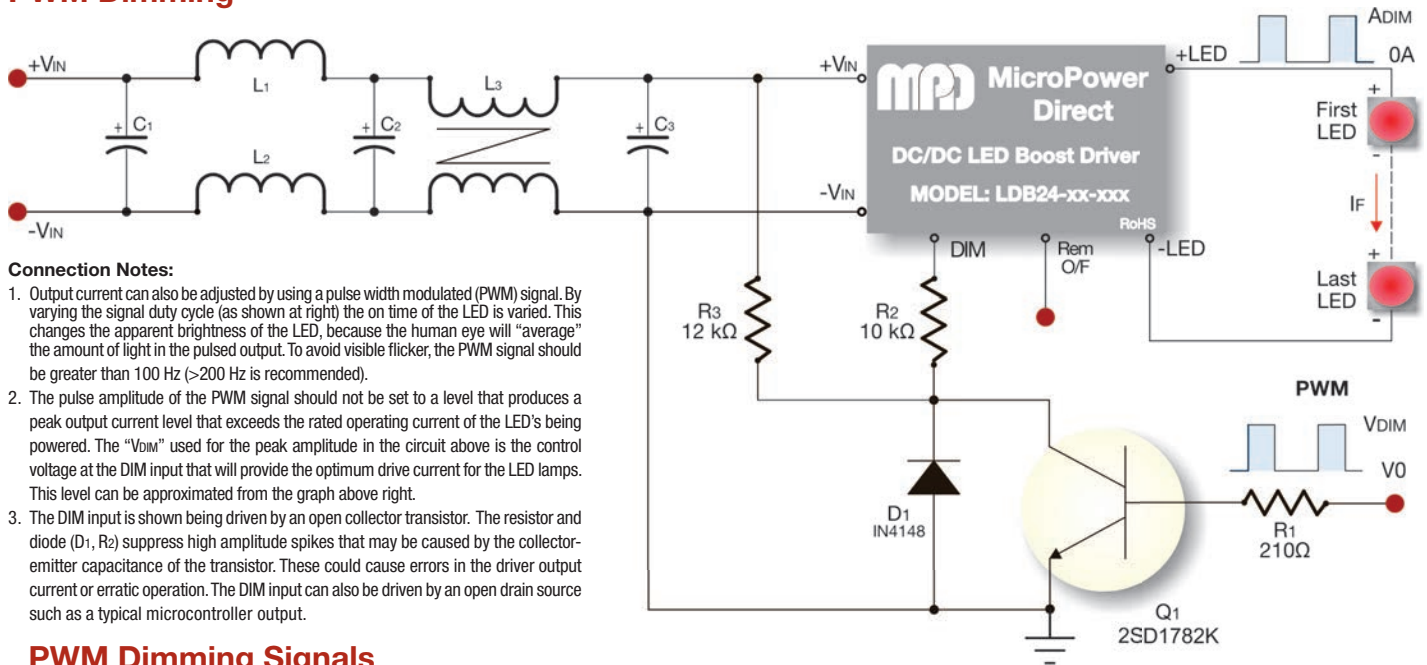 PWM Dimming
+VIN
L1
L3
+ C1
+ C2
+ C3
L2
-VIN
+VIN
-VIN
MPD MicroPower
Direct
DC/DC LED Boost Driver
MODEL: LDB24-xx-xxx
RoHS
+LED
ADIM
0A
+
First
LED
-
IF
+
Last
LED
-
DIM
Rem
O/F
-LED
R3
12 kΩ
R2
10 kΩ
D1
IN4148
PWM
VDIM
V0
R1
210Ω
Q1
2SD1782K
Connection Notes:
1. Output current can also be adjusted by using a pulse width modulated (PWM) signal. By
varying the signal duty cycle (as shown at right) the on time of the LED is varied. This
changes the apparent brightness of the LED, because the human eye will “average”
the amount of light in the pulsed output. To avoid visible flicker, the PWM signal should
be greater than 100 Hz (>200 Hz is recommended).
2. The pulse amplitude of the PWM signal should not be set to a level that produces a
peak output current level that exceeds the rated operating current of the LED’s being
powered. The “VDIM” used for the peak amplitude in the circuit above is the control
voltage at the DIM input that will provide the optimum drive current for the LED lamps.
This level can be approximated from the graph above right.
3. The DIM input is shown being driven by an open collector transistor. The resistor and
diode (D1, R2) suppress high amplitude spikes that may be caused by the collector-
emitter capacitance of the transistor. These could cause errors in the driver output
current or erratic operation. The DIM input can also be driven by an open drain source
such as a typical microcontroller output.
PWM Dimming Signals